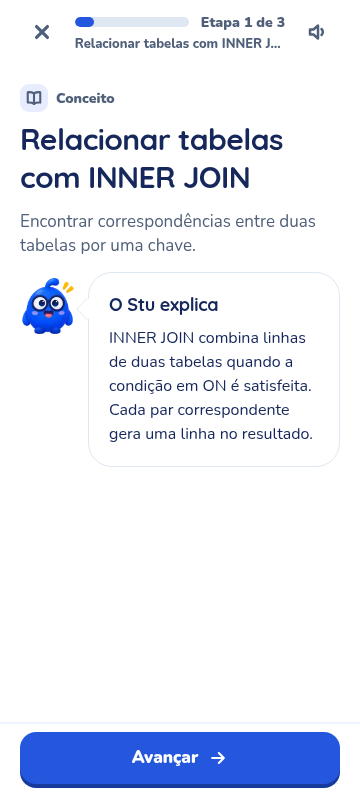 Etapa 1 de 3
Relacionar tabelas com INNER J...
Conceito
Relacionar tabelas
com INNER JOIN
Encontrar correspondências entre duas
tabelas por uma chave.
O Stu explica
INNER JOIN combina linhas
de duas tabelas quando a
condição em ON é satisfeita.
Cada par correspondente
gera uma linha no resultado.
Avançar